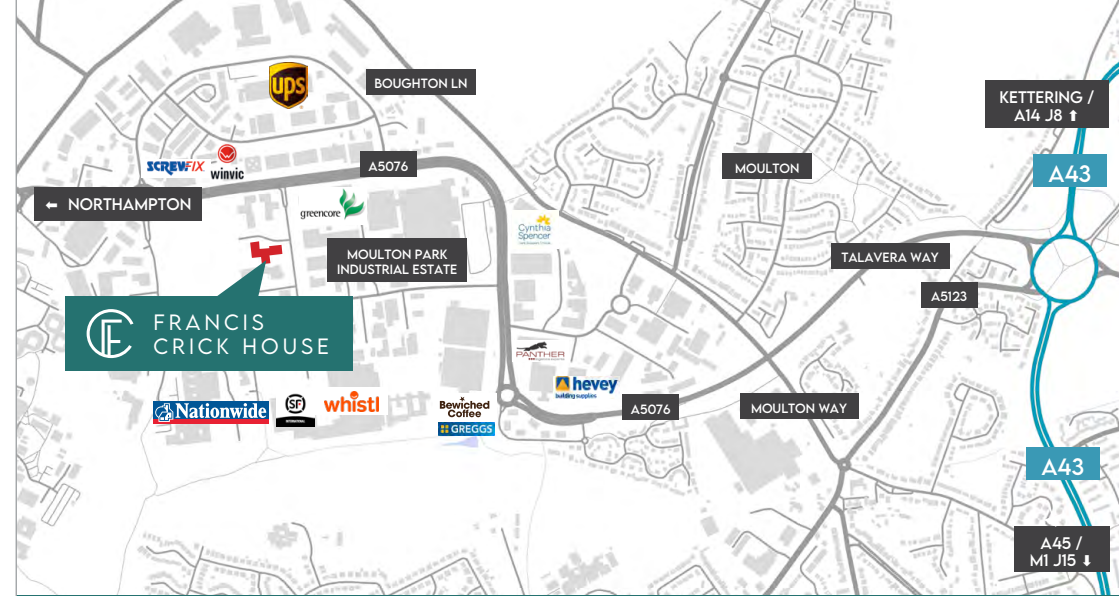 ups
BOUGHTON LN
KETTERING /
A14 J8 ⬆
A43
SCREWFIX
winvic
A5076
MOULTON
⬅ NORTHAMPTON
greencore
Cynthia
Spencer
MOULTON PARK
INDUSTRIAL ESTATE
TALAVERA WAY
A5123
FRANCIS
CRICK HOUSE
PANTHER
hevey
building supplies
Nationwide
SF
INTERNATIONAL
whistl
Bewiched
Coffee
GREGGS
A5076
MOULTON WAY
A43
A45 /
M1 J15 ⬇